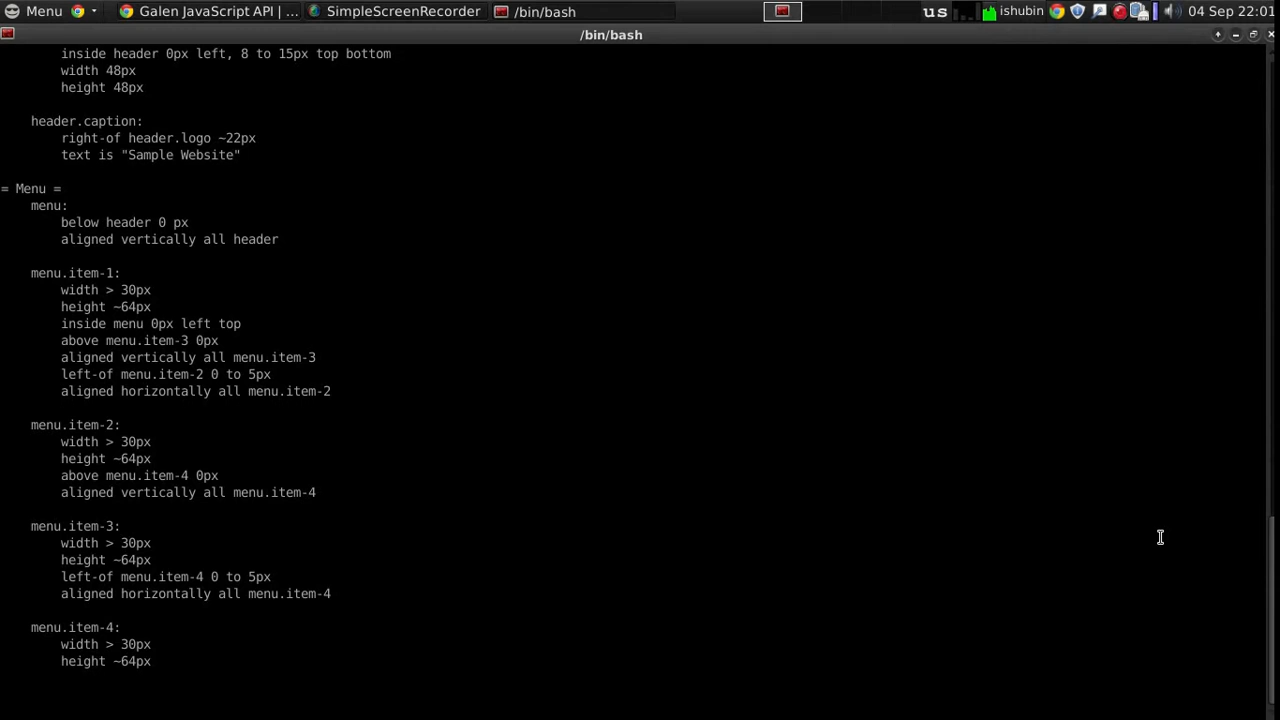 Menu
Galen JavaScript API | ...
SimpleScreenRecorder
/bin/bash
us
ishubin
04 Sep 22:01
/bin/bash
inside header 0px left, 8 to 15px top bottom
width 48px
height 48px
header.caption:
right-of header.logo ~22px
text is "Sample Website"
= Menu =
menu:
below header 0 px
aligned vertically all header
menu.item-1:
width > 30px
height ~64px
inside menu 0px left top
above menu.item-3 0px
aligned vertically all menu.item-3
left-of menu.item-2 0 to 5px
aligned horizontally all menu.item-2
menu.item-2:
width > 30px
height ~64px
above menu.item-4 0px
aligned vertically all menu.item-4
menu.item-3:
width > 30px
height ~64px
left-of menu.item-4 0 to 5px
aligned horizontally all menu.item-4
menu.item-4:
width > 30px
height ~64px